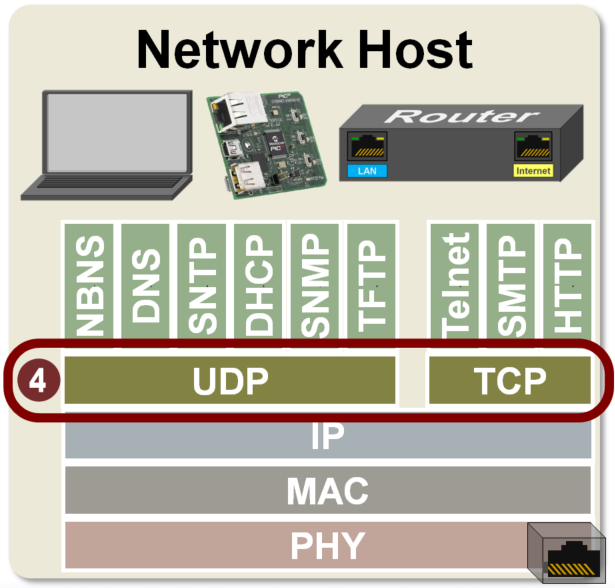 Network Host
PIC
Router
LAN
Internet
NBNS
DNS
SNTP
DHCP
SNMP
TFTP
Telnet
SMTP
HTTP
4
UDP
TCP
IP
MAC
PHY